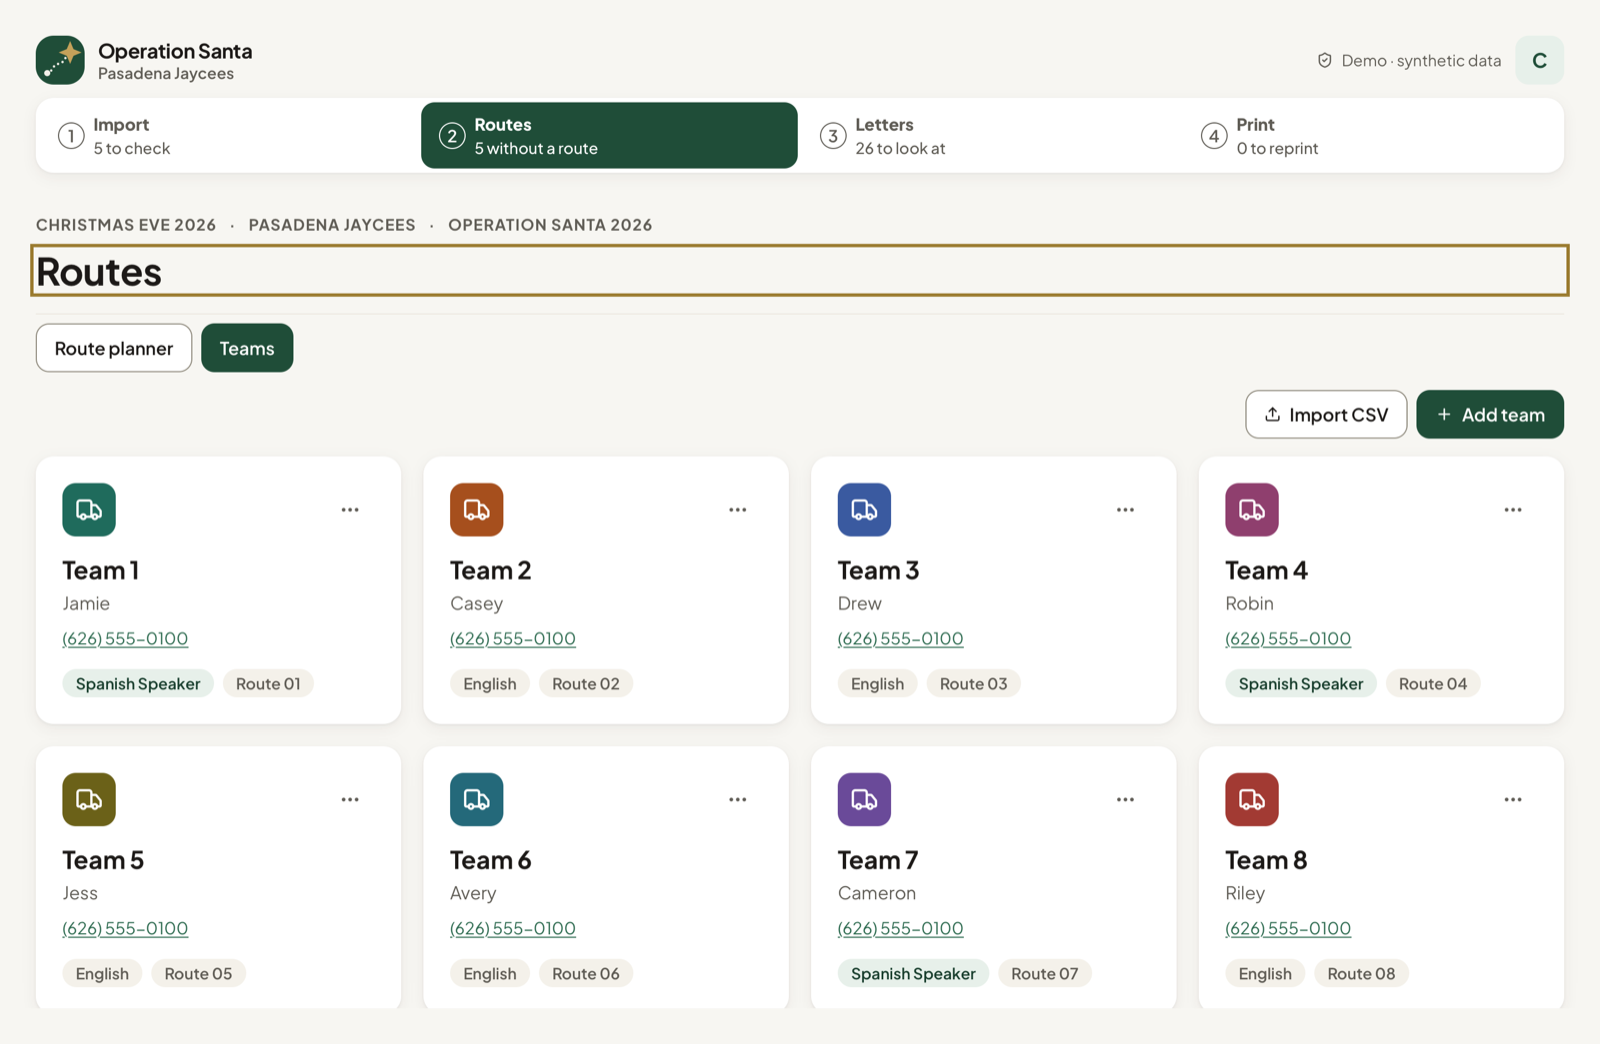 Operation Santa
Pasadena Jaycees
Demo · synthetic data
C
1
Import
5 to check
2
Routes
5 without a route
3
Letters
26 to look at
4
Print
0 to reprint
CHRISTMAS EVE 2026 · PASADENA JAYCEES · OPERATION SANTA 2026
Routes
Route planner
Teams
Import CSV
+ Add team
Team 1
Jamie
(626) 555-0100
Spanish Speaker
Route 01
Team 2
Casey
(626) 555-0100
English
Route 02
Team 3
Drew
(626) 555-0100
English
Route 03
Team 4
Robin
(626) 555-0100
Spanish Speaker
Route 04
Team 5
Jess
(626) 555-0100
English
Route 05
Team 6
Avery
(626) 555-0100
English
Route 06
Team 7
Cameron
(626) 555-0100
Spanish Speaker
Route 07
Team 8
Riley
(626) 555-0100
English
Route 08